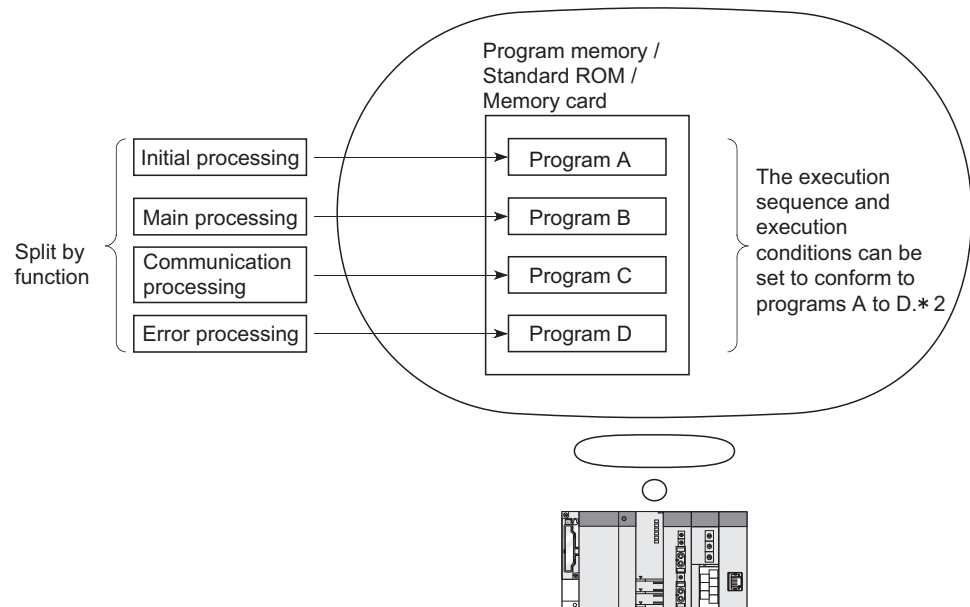 Program memory /
Standard ROM /
Memory card
Split by
function
Initial processing
Main processing
Communication
processing
Error processing
Program A
Program B
Program C
Program D
The execution
sequence and
execution
conditions can be
set to conform to
programs A to D.*2